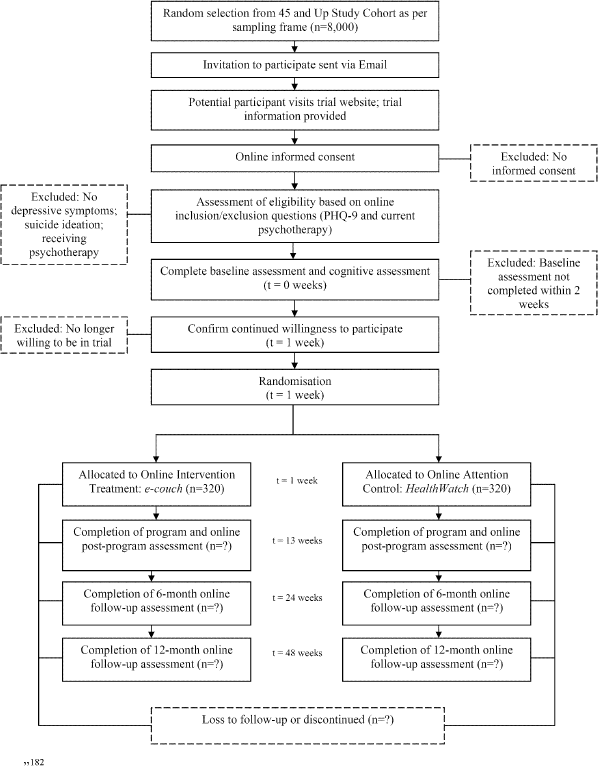 Random selection from 45 and Up Study Cohort as per
sampling frame (n=8,000)
Invitation to participate sent via Email
Potential participant visits trial website; trial
information provided
Online informed consent
Excluded: No
informed consent
Excluded: No
depressive symptoms;
suicide ideation;
receiving
psychotherapy
Assessment of eligibility based on online
inclusion/exclusion questions (PHQ-9 and current
psychotherapy)
Complete baseline assessment and cognitive assessment
(t = 0 weeks)
Excluded: Baseline
assessment not
completed within 2
weeks
Excluded: No longer
willing to be in trial
Confirm continued willingness to participate
(t = 1 week)
Randomisation
(t = 1 week)
Allocated to Online Intervention
Treatment: e-couch (n=320)
t = 1 week
Allocated to Online Attention
Control: HealthWatch (n=320)
Completion of program and online
post-program assessment (n=?)
t = 13 weeks
Completion of program and online
post-program assessment (n=?)
Completion of 6-month online
follow-up assessment (n=?)
t = 24 weeks
Completion of 6-month online
follow-up assessment (n=?)
Completion of 12-month online
follow-up assessment (n=?)
t = 48 weeks
Completion of 12-month online
follow-up assessment (n=?)
Loss to follow-up or discontinued (n=?)
„182